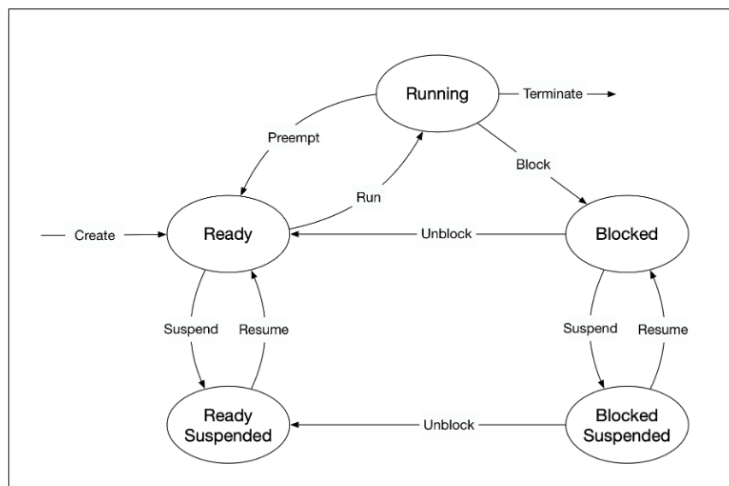 Running
Terminate
Preempt
Block
Run
Create
Ready
Unblock
Blocked
Suspend
Resume
Suspend
Resume
Ready
Suspended
Unblock
Blocked
Suspended